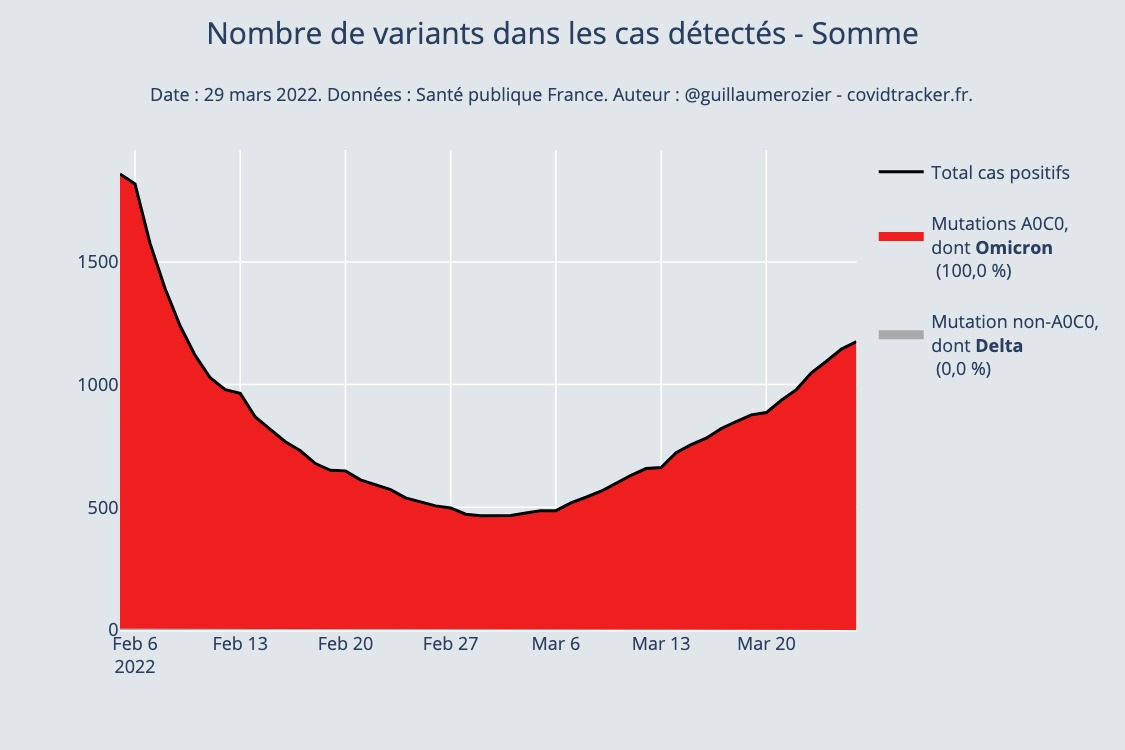 Nombre de variants dans les cas détectés - Somme
Date : 29 mars 2022. Données : Santé publique France. Auteur : @guillaumerozier - covidtracker.fr.
Total cas positifs
Mutations A0C0,
dont Omicron
(100,0 %)
Mutation non-A0C0,
dont Delta
(0,0 %)
1500
1000
500
0
Feb 6
2022
Feb 13
Feb 20
Feb 27
Mar 6
Mar 13
Mar 20